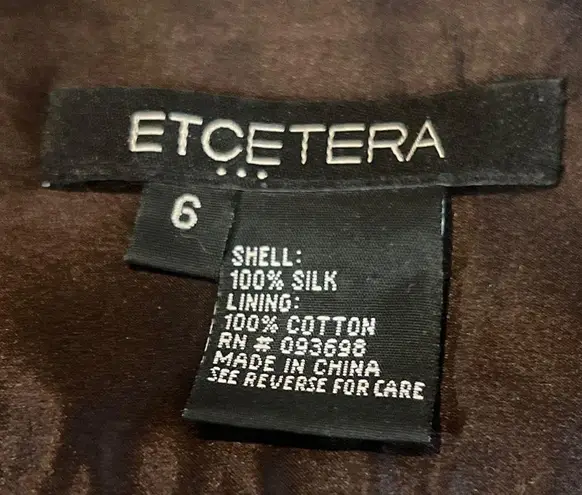 ETCETERA
...
6
SHELL:
100% SILK
LINING:
100% COTTON
RN # 093698
MADE IN CHINA
SEE REVERSE FOR CARE